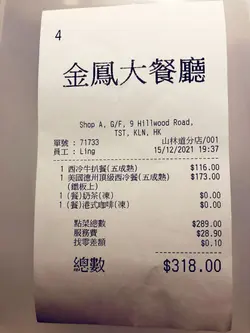 4
金鳳大餐廳
Shop A, G/F, 9 Hillwood Road,
TST, KLN, HK
單號 : 71733 山林道分店/001
員工 : Ling 15/12/2021 19:37
1 西冷牛扒餐(五成熟) $116.00
1 美國德州頂級西冷餐(五成熟) $173.00
(鐵板上)
1 (餐)奶茶(凍) $0.00
1 (餐)港式咖啡(凍) $0.00
點菜總數 $289.00
服務費 $28.90
找零差額 $0.10
總數 $318.00